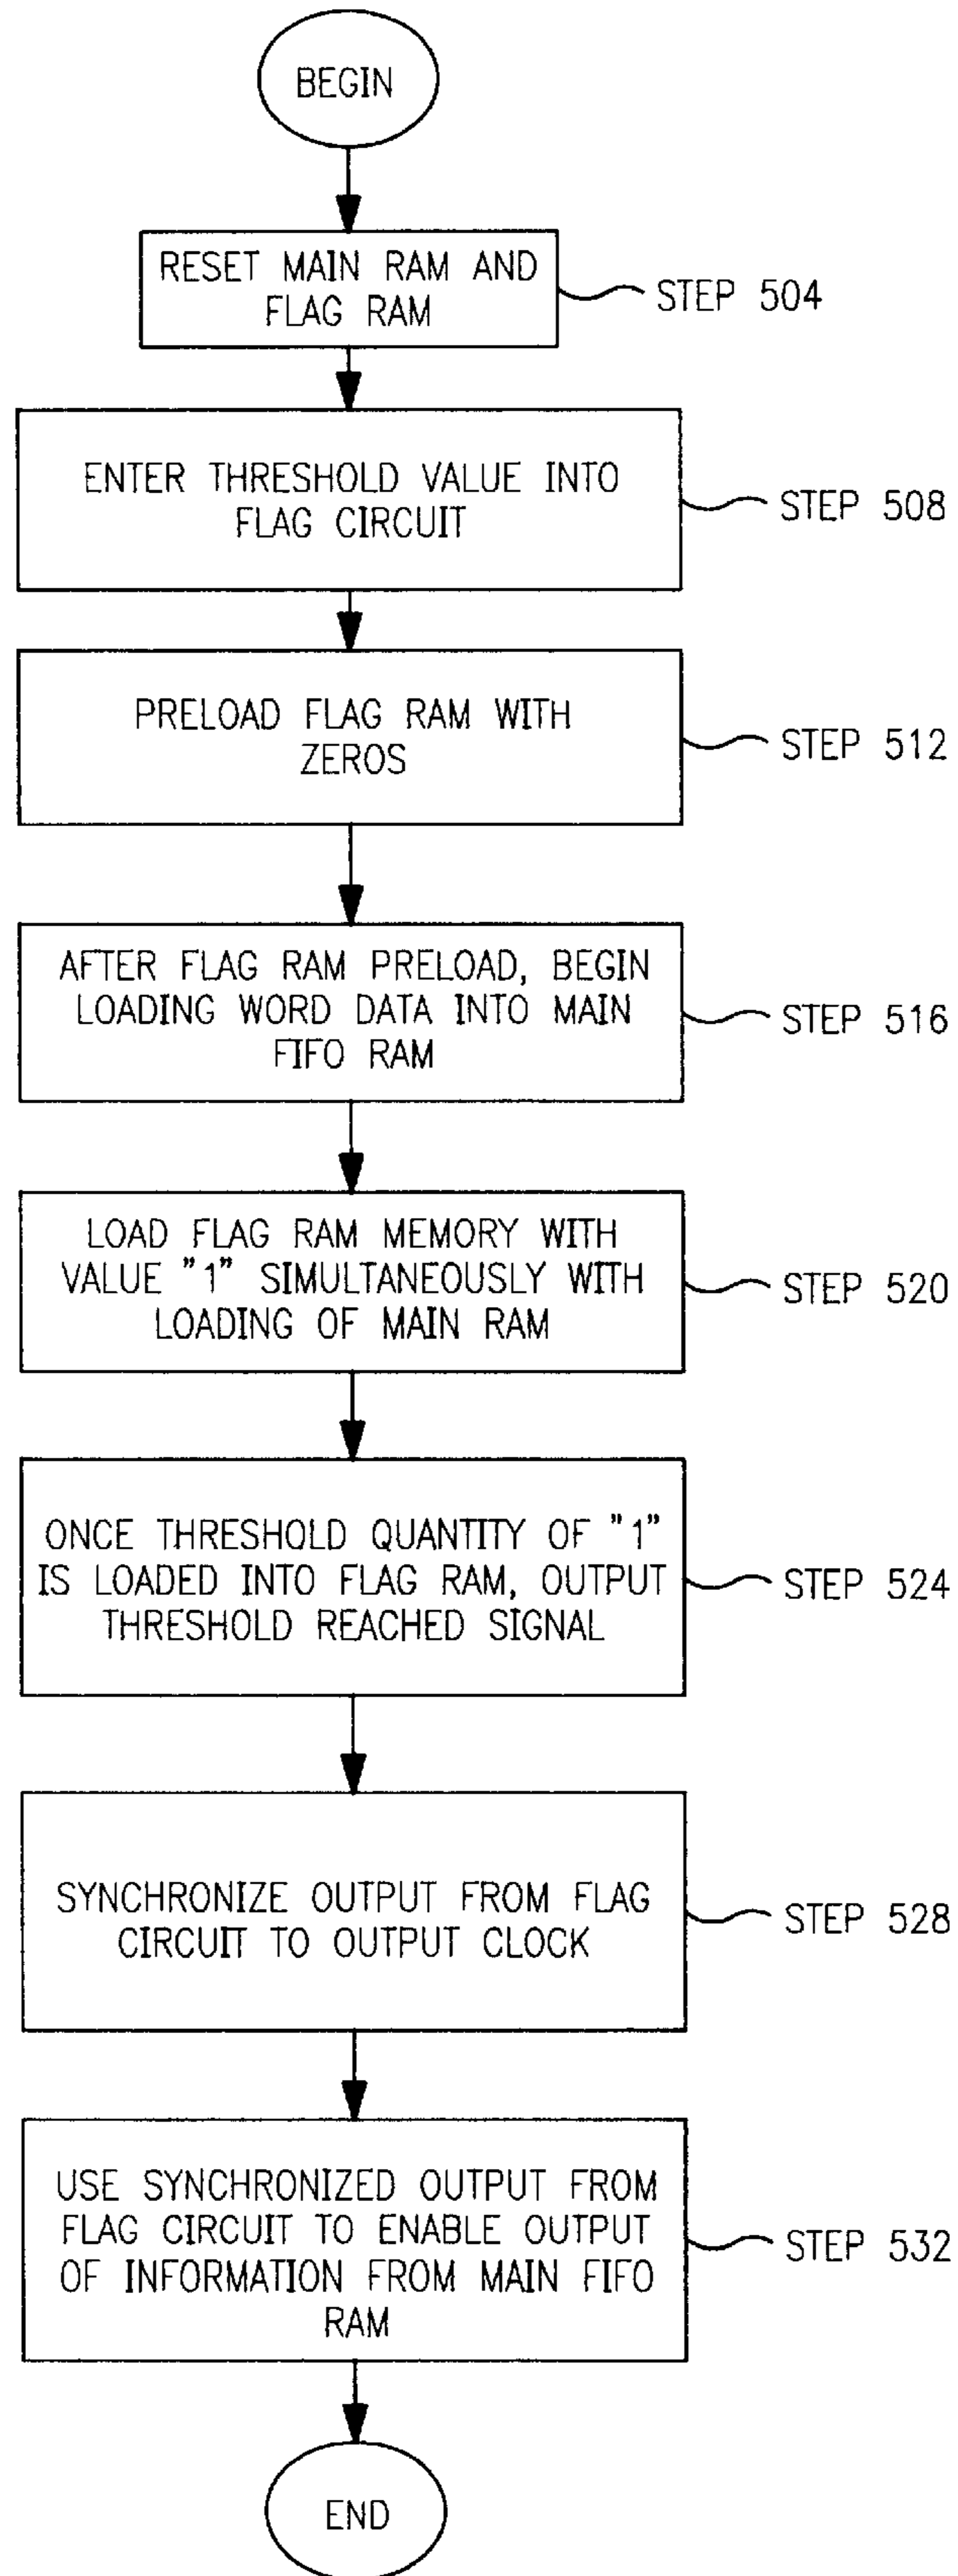 BEGIN
RESET MAIN RAM AND
FLAG RAM
STEP 504
ENTER THRESHOLD VALUE INTO
FLAG CIRCUIT
STEP 508
PRELOAD FLAG RAM WITH
ZEROS
STEP 512
AFTER FLAG RAM PRELOAD, BEGIN
LOADING WORD DATA INTO MAIN
FIFO RAM
STEP 516
LOAD FLAG RAM MEMORY WITH
VALUE "1" SIMULTANEOUSLY WITH
LOADING OF MAIN RAM
STEP 520
ONCE THRESHOLD QUANTITY OF "1"
IS LOADED INTO FLAG RAM, OUTPUT
THRESHOLD REACHED SIGNAL
STEP 524
SYNCHRONIZE OUTPUT FROM FLAG
CIRCUIT TO OUTPUT CLOCK
STEP 528
USE SYNCHRONIZED OUTPUT FROM
FLAG CIRCUIT TO ENABLE OUTPUT
OF INFORMATION FROM MAIN FIFO
RAM
STEP 532
END